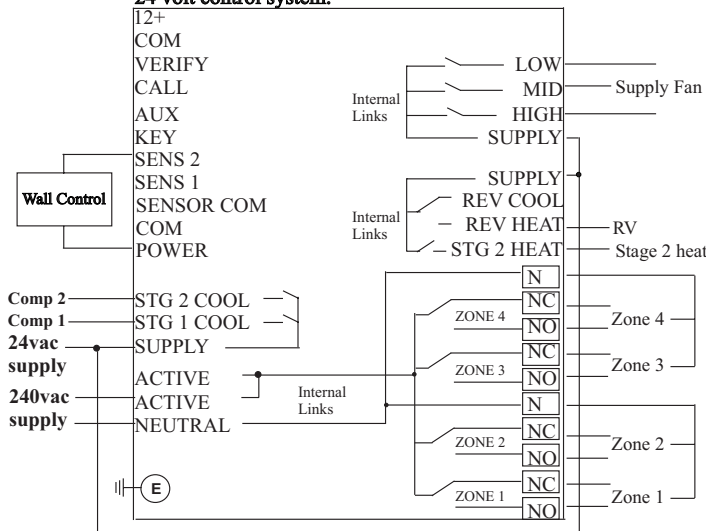 24 volt control system.
12+
COM
VERIFY
CALL
AUX
KEY
SENS 2
SENS 1
SENSOR COM
COM
POWER
Wall Control
Internal
Links
LOW
MID
HIGH
SUPPLY
Supply Fan
Internal
Links
SUPPLY
REV COOL
REV HEAT
STG 2 HEAT
RV
Stage 2 heat
Comp 2
Comp 1
24vac
supply
240vac
supply
STG 2 COOL
STG 1 COOL
SUPPLY
ACTIVE
ACTIVE
NEUTRAL
Internal
Links
E
N
NC
ZONE 4
NO
Zone 4
NC
ZONE 3
NO
Zone 3
N
NC
ZONE 2
NO
Zone 2
NC
ZONE 1
NO
Zone 1